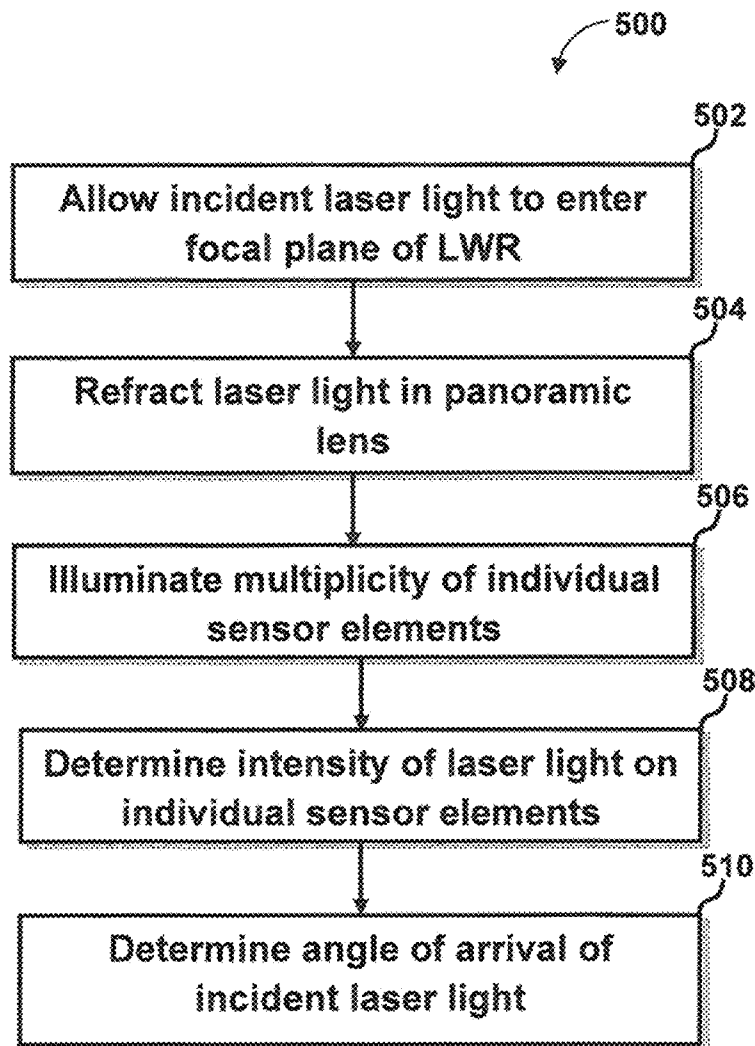 500
502
Allow incident laser light to enter
focal plane of LWR
504
Refract laser light in panoramic
lens
506
Illuminate multiplicity of individual
sensor elements
508
Determine intensity of laser light on
individual sensor elements
510
Determine angle of arrival of
incident laser light